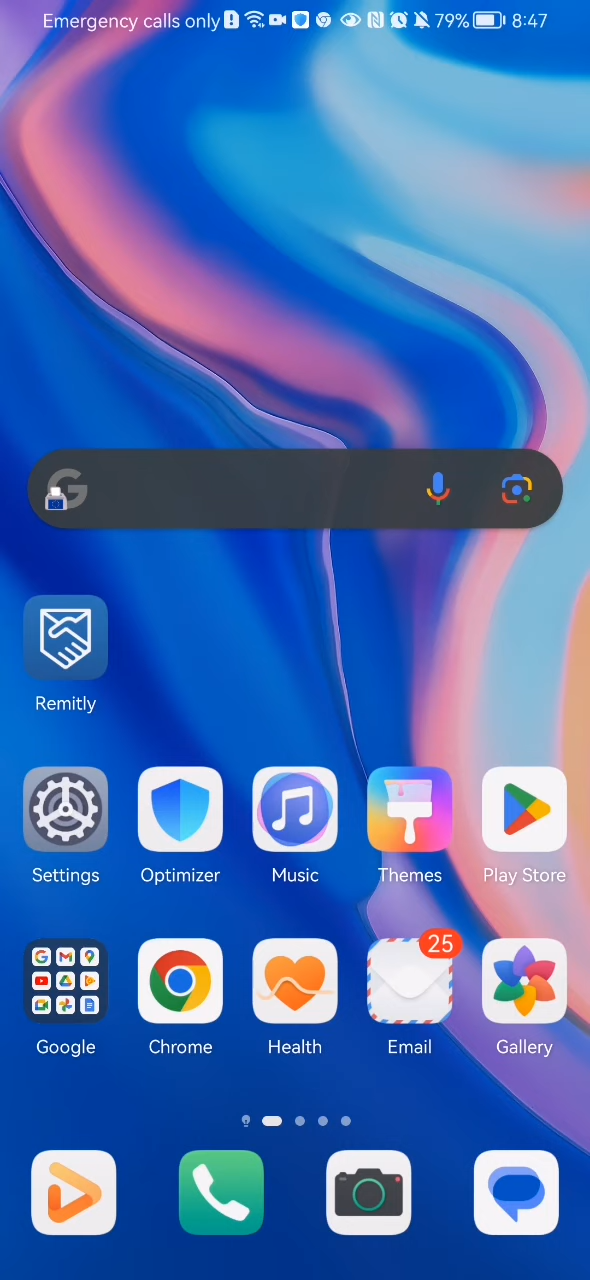 Emergency calls only 79% 8:47
Remitly
Settings Optimizer Music Themes Play Store
25
Google Chrome Health Email Gallery